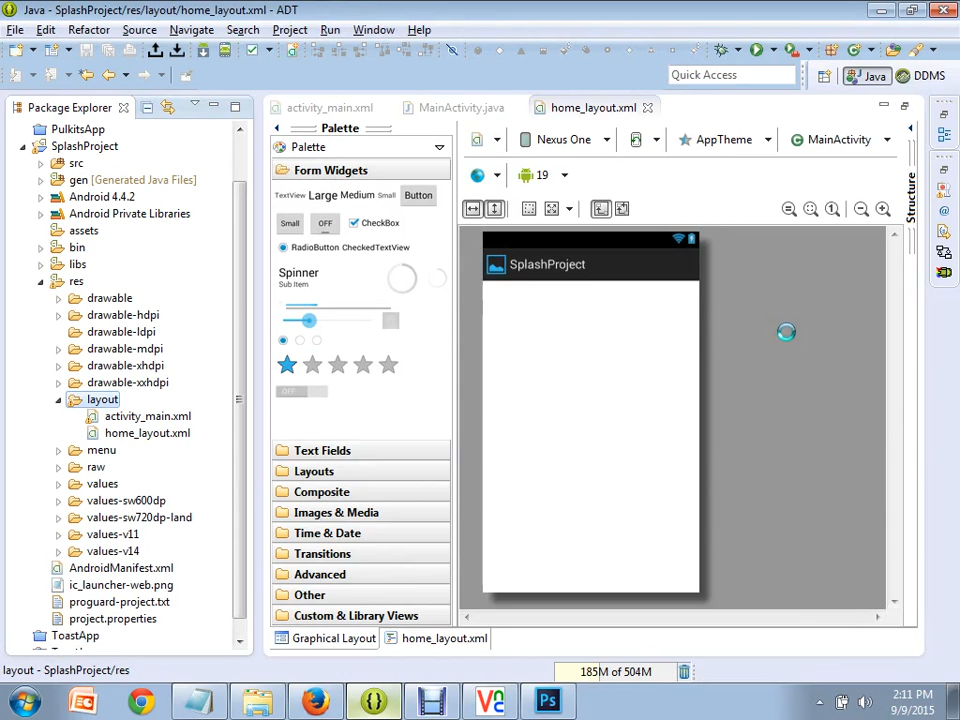 Java - SplashProject/res/layout/home_layout.xml - ADT
File Edit Refactor Source Navigate Search Project Run Window Help
Quick Access
Java
DDMS
Package Explorer
activity_main.xml
MainActivity.java
home_layout.xml
PulkitsApp
SplashProject
src
gen [Generated Java Files]
Android 4.4.2
Android Private Libraries
assets
bin
libs
res
drawable
drawable-hdpi
drawable-ldpi
drawable-mdpi
drawable-xhdpi
drawable-xxhdpi
layout
activity_main.xml
home_layout.xml
menu
raw
values
values-sw600dp
values-sw720dp-land
values-v11
values-v14
AndroidManifest.xml
ic_launcher-web.png
proguard-project.txt
project.properties
ToastApp
Palette
Palette
Form Widgets
TextView Large Medium Small Button
Small OFF CheckBox
RadioButton CheckedTextView
Spinner
Sub Item
OFF
Text Fields
Layouts
Composite
Images & Media
Time & Date
Transitions
Advanced
Other
Custom & Library Views
Graphical Layout
home_layout.xml
Nexus One
AppTheme
MainActivity
19
Structure
SplashProject
layout - SplashProject/res
185M of 504M
2:11 PM
9/9/2015